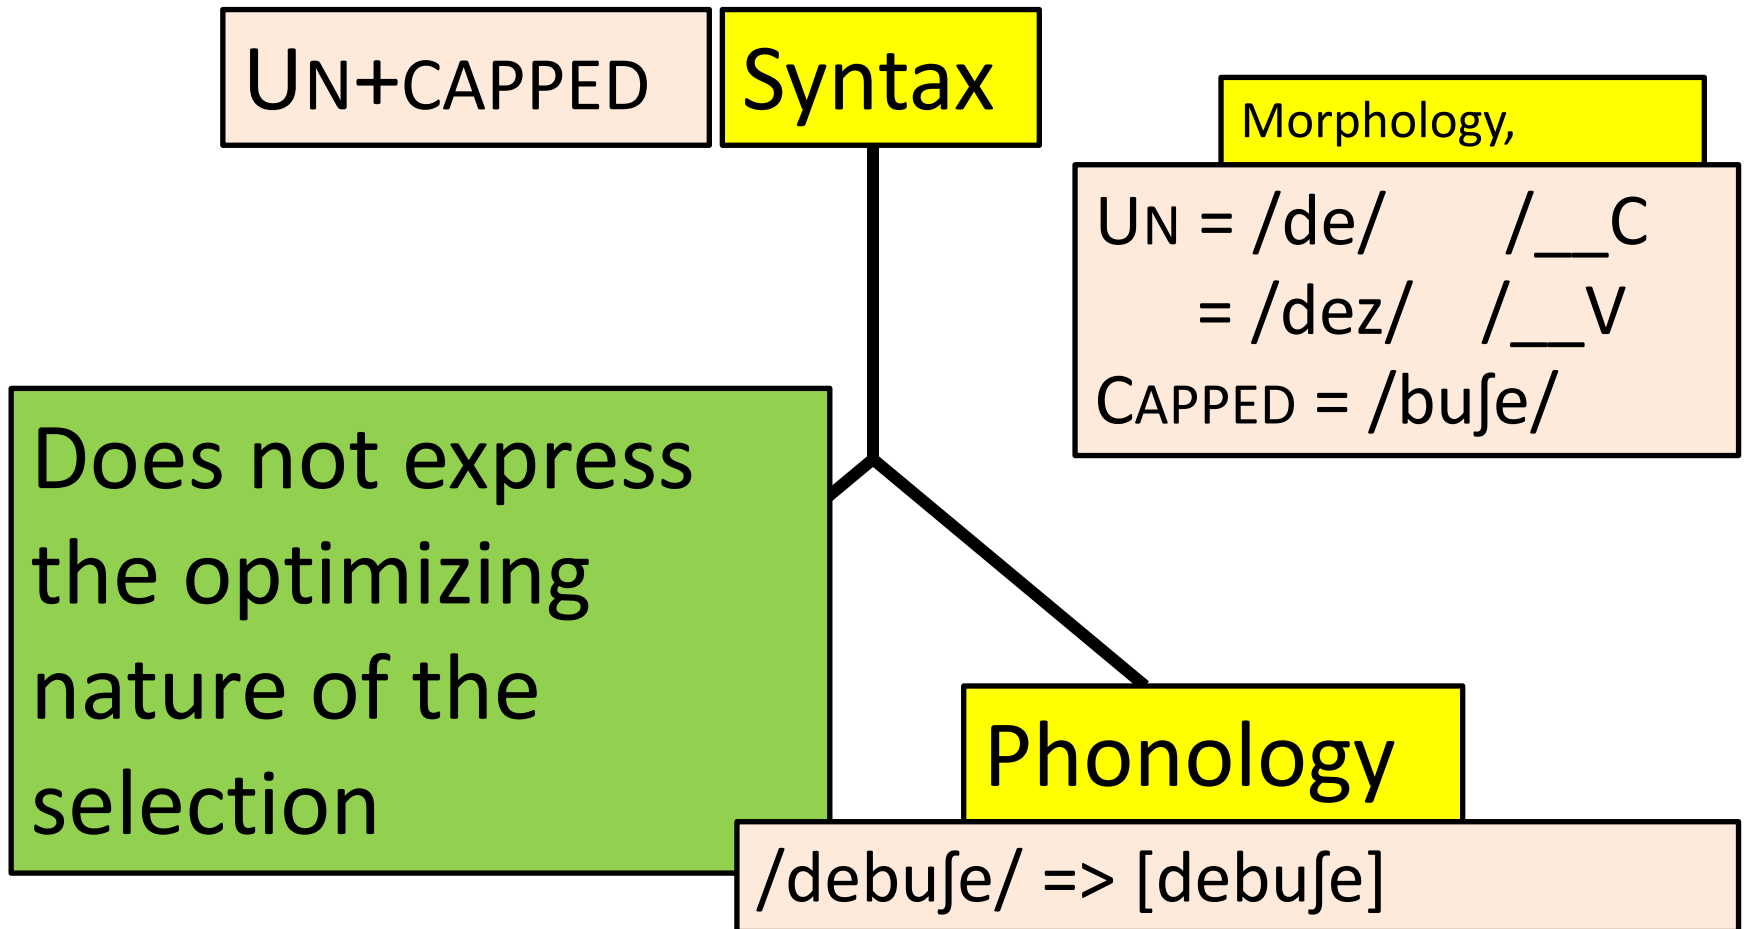 UN+CAPPED
Syntax
Morphology,
UN = /de/ /__C
= /dez/ /__V
CAPPED = /buʃe/
Does not express
the optimizing
nature of the
selection
Phonology
/debuʃe/ => [debuʃe]